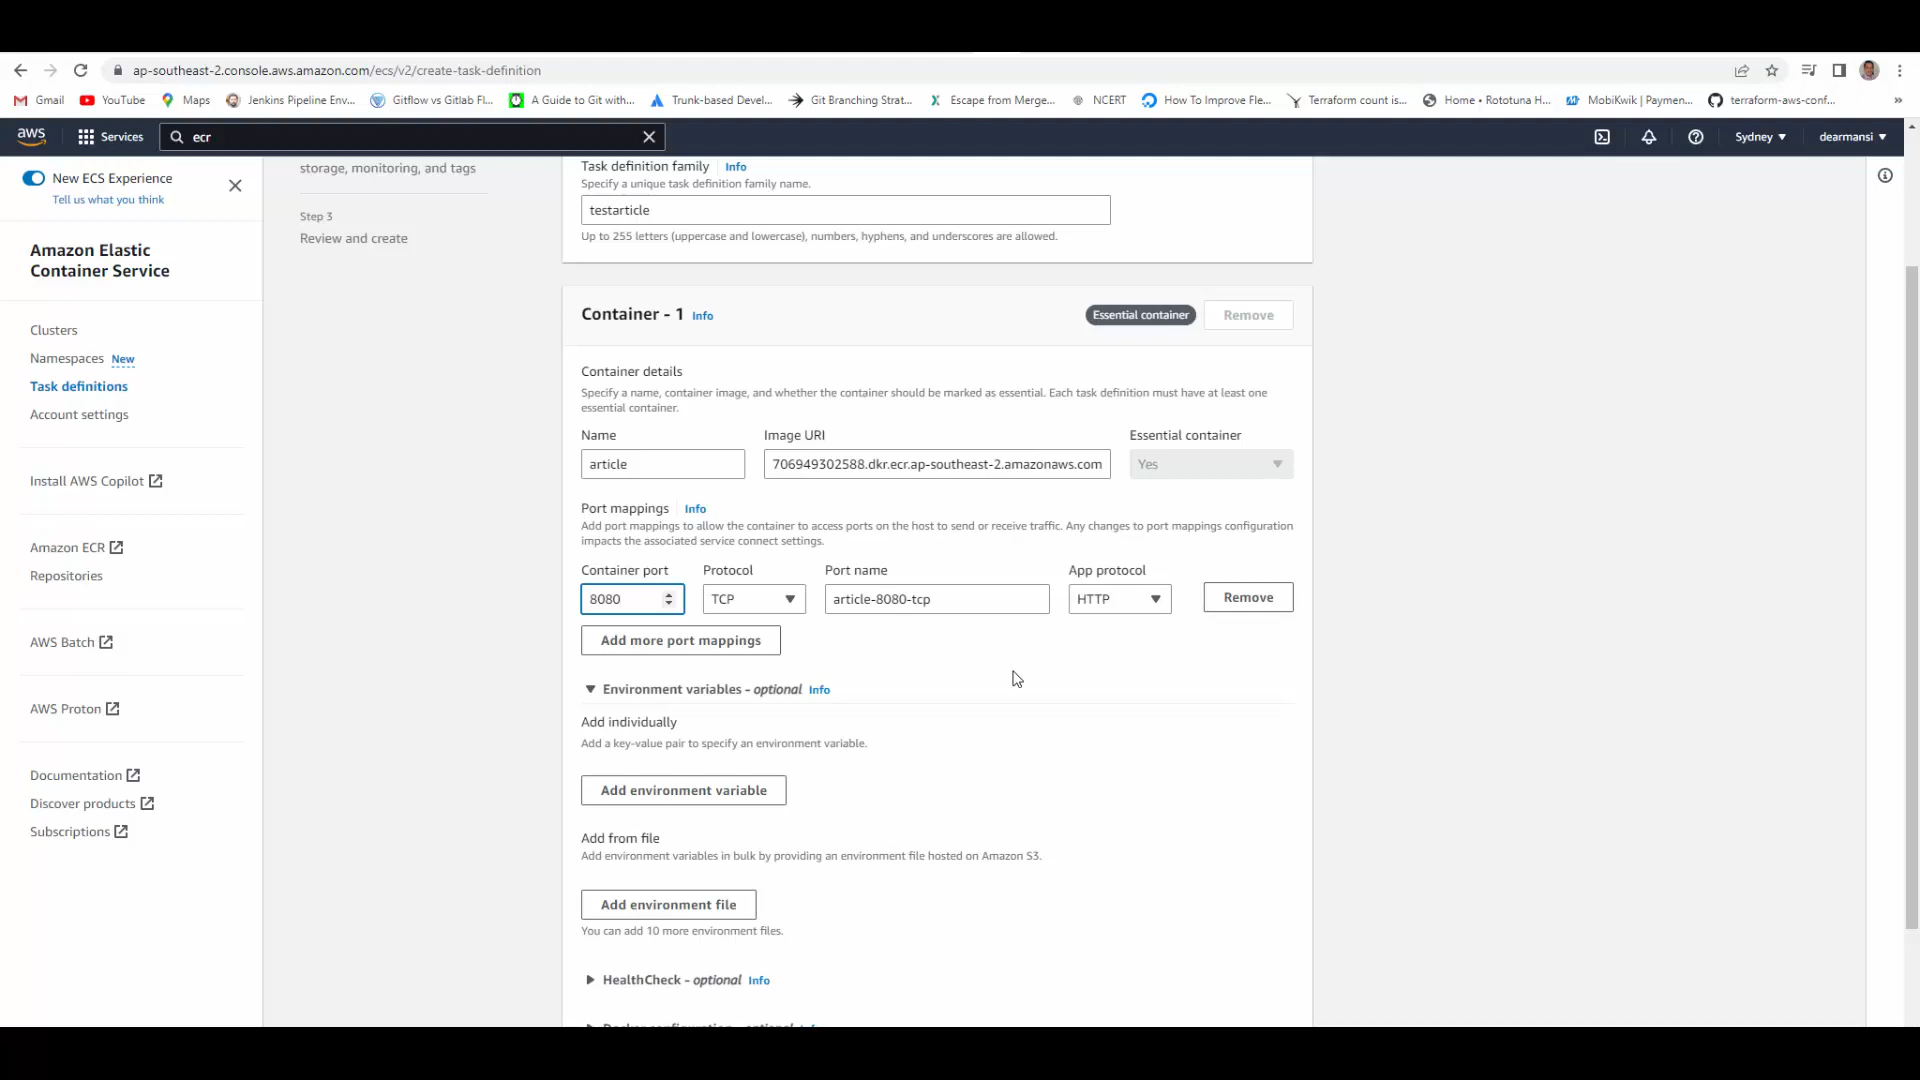 ap-southeast-2.console.aws.amazon.com/ecs/v2/create-task-definition
Gmail YouTube Maps Jenkins Pipeline Env... Gitflow vs Gitlab Fl... A Guide to Git with... Trunk-based Devel... Git Branching Strat... Escape from Merge... NCERT How To Improve Fle... Terraform count is... Home • Rototuna H... MobiKwik | Paymen... terraform-aws-conf... »
aws Services ecr Sydney dearmansi
New ECS Experience
Tell us what you think
Amazon Elastic
Container Service
Clusters
Namespaces New
Task definitions
Account settings
Install AWS Copilot
Amazon ECR
Repositories
AWS Batch
AWS Proton
Documentation
Discover products
Subscriptions
storage, monitoring, and tags
Step 3
Review and create
Task definition family Info
Specify a unique task definition family name.
testarticle
Up to 255 letters (uppercase and lowercase), numbers, hyphens, and underscores are allowed.
Container - 1 Info Essential container Remove
Container details
Specify a name, container image, and whether the container should be marked as essential. Each task definition must have at least one
essential container.
Name Image URI Essential container
article 706949302588.dkr.ecr.ap-southeast-2.amazonaws.com Yes
Port mappings Info
Add port mappings to allow the container to access ports on the host to send or receive traffic. Any changes to port mappings configuration
impacts the associated service connect settings.
Container port Protocol Port name App protocol
8080 TCP article-8080-tcp HTTP Remove
Add more port mappings
Environment variables - optional Info
Add individually
Add a key-value pair to specify an environment variable.
Add environment variable
Add from file
Add environment variables in bulk by providing an environment file hosted on Amazon S3.
Add environment file
You can add 10 more environment files.
HealthCheck - optional Info
Docker configuration - optional Info